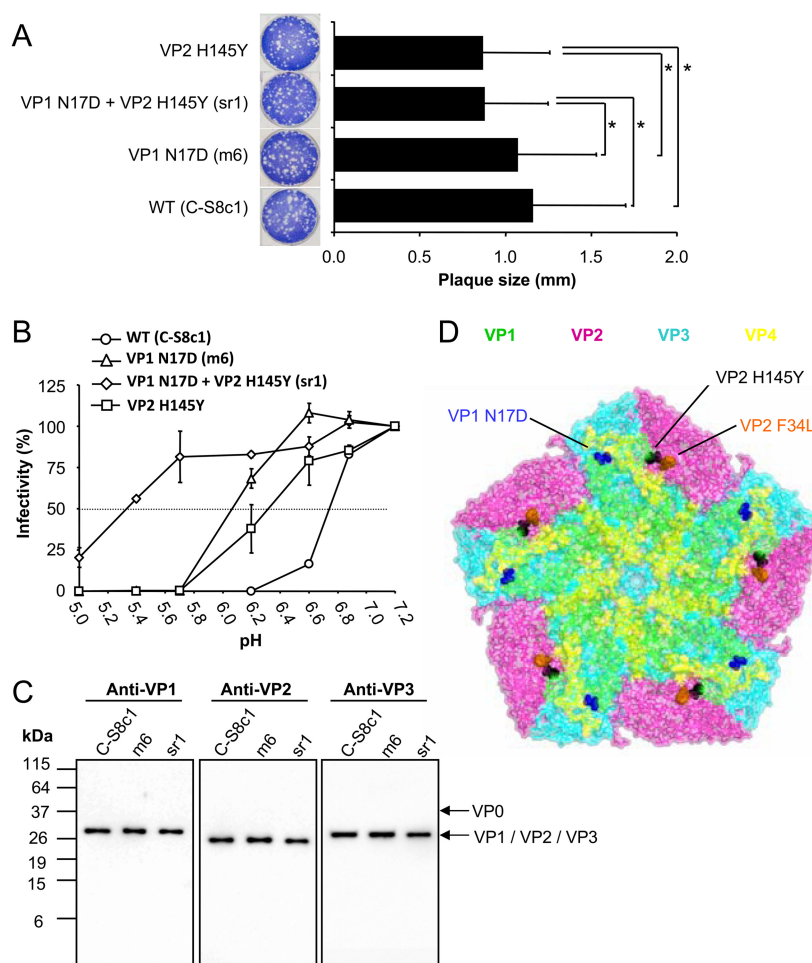 A
VP2 H145Y
VP1 N17D + VP2 H145Y (sr1)
VP1 N17D (m6)
WT (C-S8c1)
* *
* *
0.0 0.5 1.0 1.5 2.0
Plaque size (mm)
B
WT (C-S8c1)
VP1 N17D (m6)
VP1 N17D + VP2 H145Y (sr1)
VP2 H145Y
125
100
75
50
25
0
Infectivity (%)
5.0 5.2 5.4 5.6 5.8 6.0 6.2 6.4 6.6 6.8 7.0 7.2
pH
D VP1 VP2 VP3 VP4
VP2 H145Y
VP1 N17D
VP2 F34L
C
Anti-VP1 Anti-VP2 Anti-VP3
C-S8c1 m6 sr1 C-S8c1 m6 sr1 C-S8c1 m6 sr1
kDa
115
64
37
26
19
15
6
VP0
VP1 / VP2 / VP3